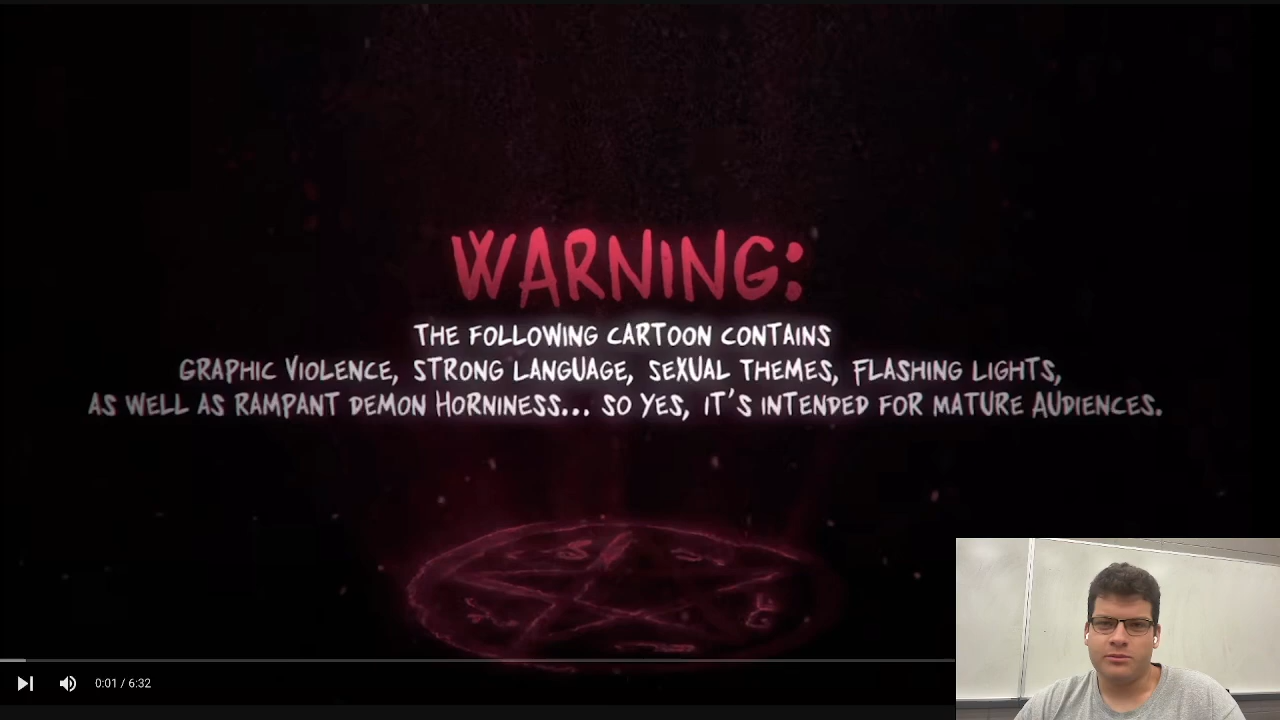 WARNING:
THE FOLLOWING CARTOON CONTAINS
GRAPHIC VIOLENCE, STRONG LANGUAGE, SEXUAL THEMES, FLASHING LIGHTS,
AS WELL AS RAMPANT DEMON HORNINESS... SO YES, IT'S INTENDED FOR MATURE AUDIENCES.
0:01 / 6:32